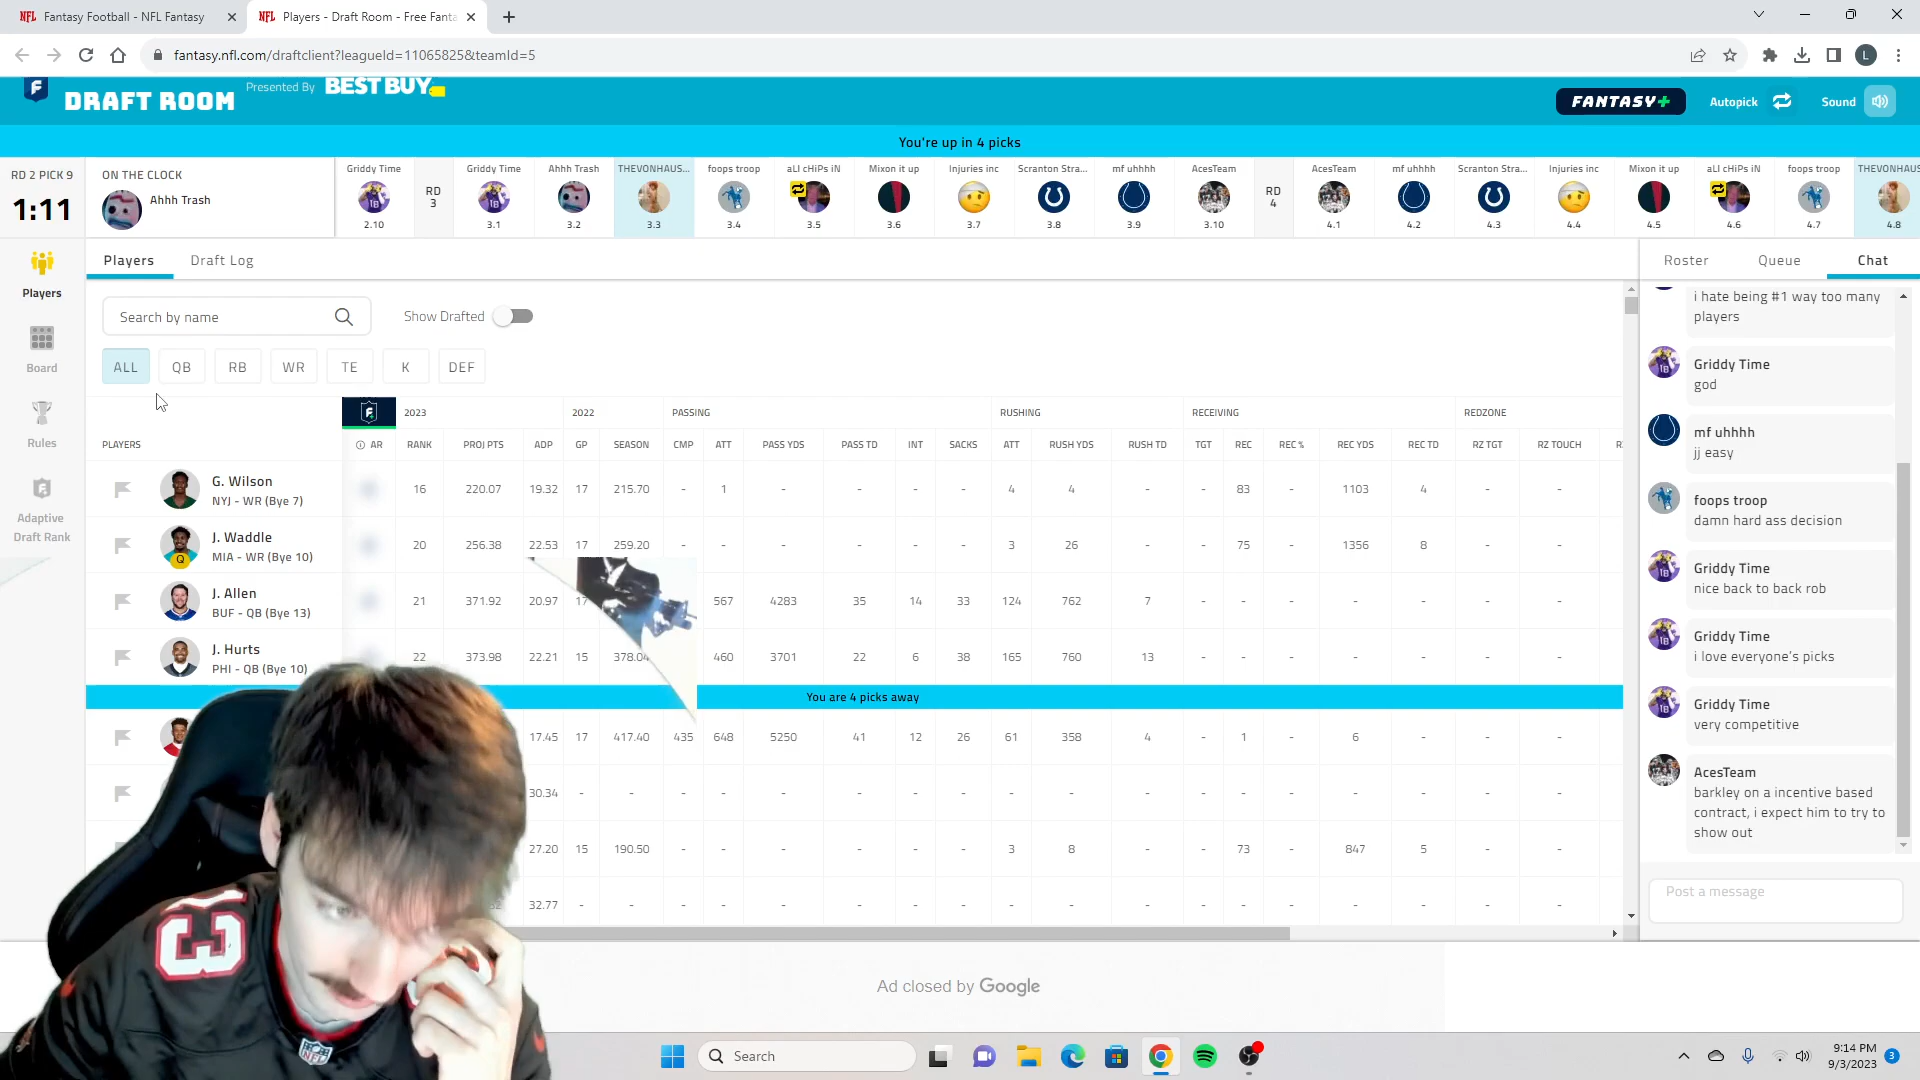 Fantasy Football - NFL Fantasy
Players - Draft Room - Free Fanta
fantasy.nfl.com/draftclient?leagueId=11065825&teamId=5
DRAFT ROOM
Presented By BEST BUY
FANTASY+
Autopick
Sound
You're up in 4 picks
RD 2 PICK 9
1:11
ON THE CLOCK
Ahhh Trash
Griddy Time 2.10
RD 3
Griddy Time 3.1
Ahhh Trash 3.2
THEVONHAUS... 3.3
foops troop 3.4
aLl cHiPs iN 3.5
Mixon it up 3.6
Injuries inc 3.7
Scranton Stra... 3.8
mf uhhhh 3.9
AcesTeam 3.10
RD 4
AcesTeam 4.1
mf uhhhh 4.2
Scranton Stra... 4.3
Injuries inc 4.4
Mixon it up 4.5
aLl cHiPs iN 4.6
foops troop 4.7
THEVONHAUS 4.8
Players
Board
Rules
Adaptive
Draft Rank
Players Draft Log
Search by name
Show Drafted
ALL QB RB WR TE K DEF
2023 2022 PASSING RUSHING RECEIVING REDZONE
PLAYERS AR RANK PROJ PTS ADP GP SEASON CMP ATT PASS YDS PASS TD INT SACKS ATT RUSH YDS RUSH TD TGT REC REC % REC YDS REC TD RZ TGT RZ TOUCH
G. Wilson
NYJ - WR (Bye 7)
16 220.07 19.32 17 215.70 - 1 - - - - 4 4 - - 83 - 1103 4 - -
J. Waddle
Q
MIA - WR (Bye 10)
20 256.38 22.53 17 259.20 - - - - - - 3 26 - - 75 - 1356 8 - -
J. Allen
BUF - QB (Bye 13)
21 371.92 20.97 17 567 4283 35 14 33 124 762 7 - - - - - - -
J. Hurts
PHI - QB (Bye 10)
22 373.98 22.21 15 378.04 460 3701 22 6 38 165 760 13 - - - - - - -
You are 4 picks away
17.45 17 417.40 435 648 5250 41 12 26 61 358 4 - 1 - 6 - - -
30.34 - - - - - - - - - - - - - - - - - -
27.20 15 190.50 - - - - - - 3 8 - - 73 - 847 5 - -
32.77 - - - - - - - - - - - - - - - - - -
Roster Queue Chat
i hate being #1 way too many
players
Griddy Time
god
mf uhhhh
jj easy
foops troop
damn hard ass decision
Griddy Time
nice back to back rob
Griddy Time
i love everyone's picks
Griddy Time
very competitive
AcesTeam
barkley on a incentive based
contract, i expect him to try to
show out
Post a message
Ad closed by Google
13
NFL
Search
9:14 PM
9/3/2023
3